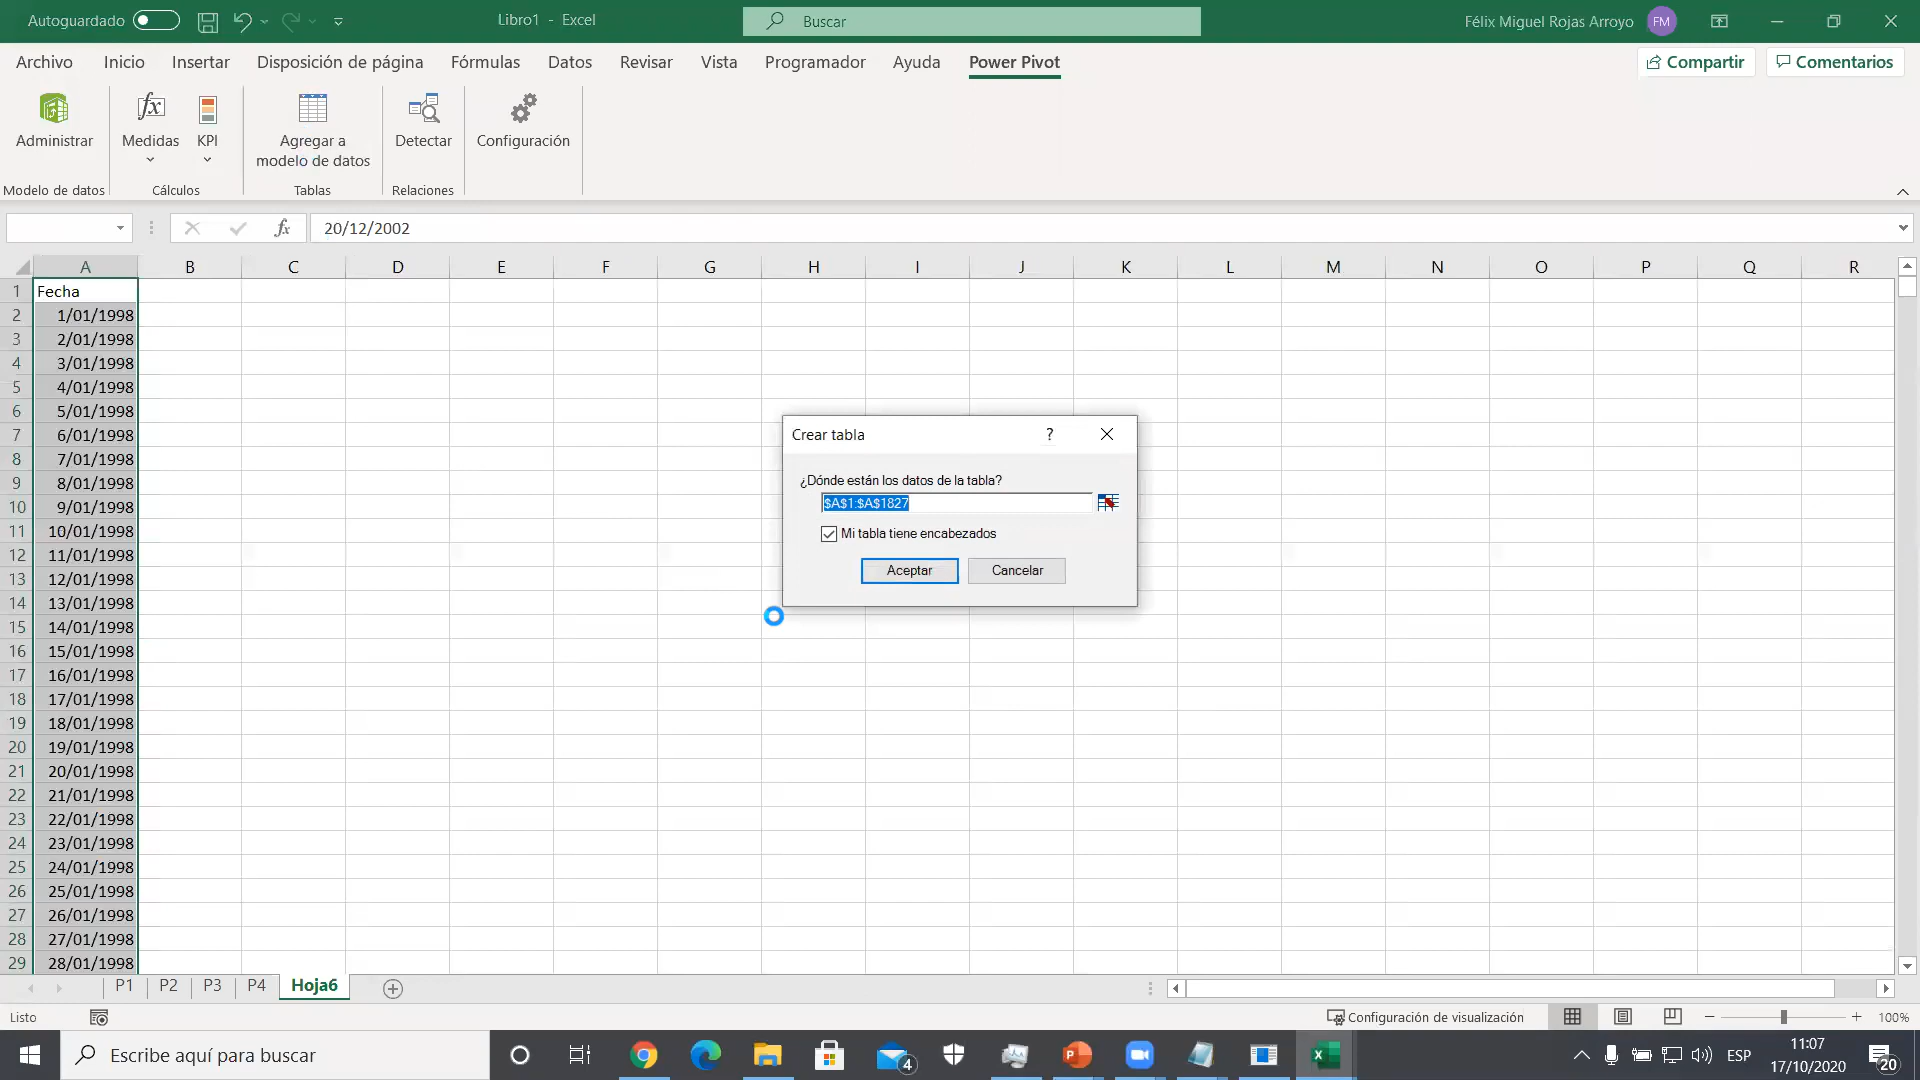 Autoguardado
Libro1 - Excel
Buscar
Félix Miguel Rojas Arroyo
FM
Archivo Inicio Insertar Disposición de página Fórmulas Datos Revisar Vista Programador Ayuda Power Pivot
Compartir
Comentarios
Administrar
Medidas
KPI
Agregar a
modelo de datos
Detectar
Configuración
Modelo de datos
Cálculos
Tablas
Relaciones
fx
20/12/2002
A B C D E F G H I J K L M N O P Q R
1 Fecha
2 1/01/1998
3 2/01/1998
4 3/01/1998
5 4/01/1998
6 5/01/1998
7 6/01/1998
8 7/01/1998
9 8/01/1998
10 9/01/1998
11 10/01/1998
12 11/01/1998
13 12/01/1998
14 13/01/1998
15 14/01/1998
16 15/01/1998
17 16/01/1998
18 17/01/1998
19 18/01/1998
20 19/01/1998
21 20/01/1998
22 21/01/1998
23 22/01/1998
24 23/01/1998
25 24/01/1998
26 25/01/1998
27 26/01/1998
28 27/01/1998
29 28/01/1998
Crear tabla
?
¿Dónde están los datos de la tabla?
$A$1:$A$1827
Mi tabla tiene encabezados
Aceptar
Cancelar
P1 P2 P3 P4 Hoja6
Listo
Configuración de visualización
100%
Escribe aquí para buscar
4
ESP
11:07
17/10/2020
20